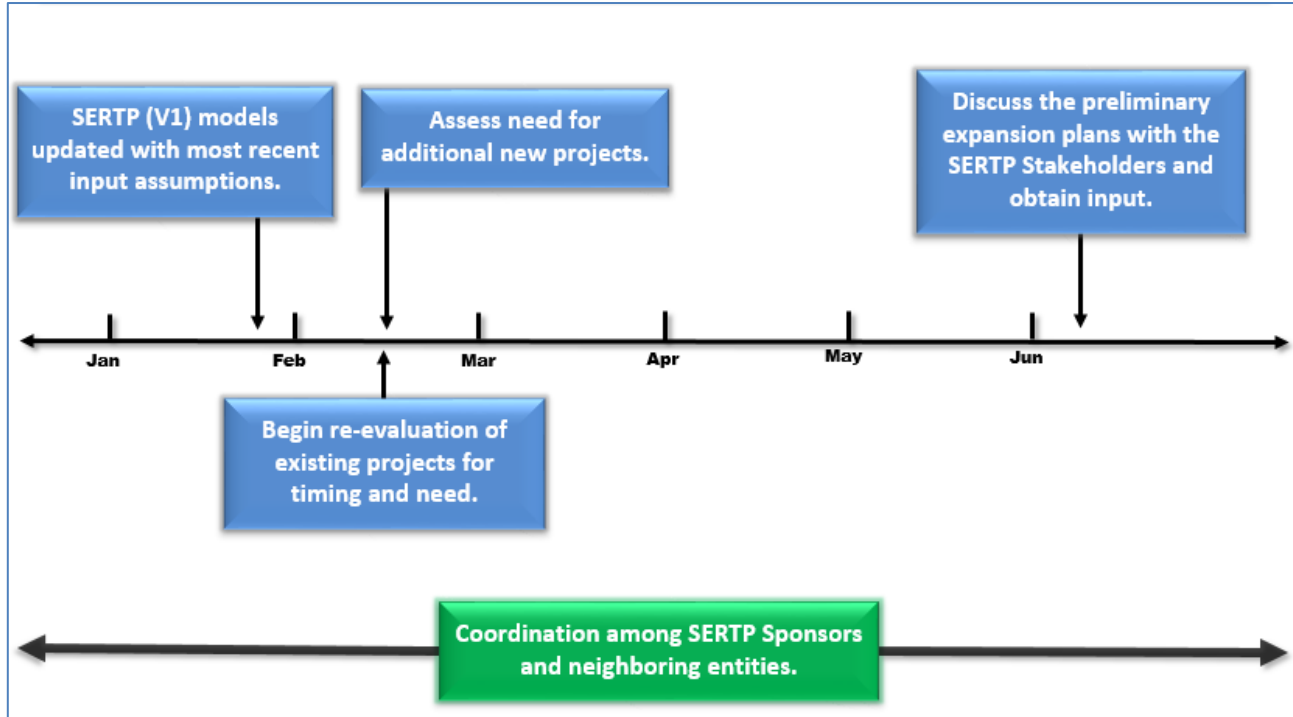 SERTP (V1) models
updated with most recent
input assumptions.
Assess need for
additional new projects.
Discuss the preliminary
expansion plans with the
SERTP Stakeholders and
obtain input.
Jan
Feb
Mar
Apr
May
Jun
Begin re-evaluation of
existing projects for
timing and need.
Coordination among SERTP Sponsors
and neighboring entities.